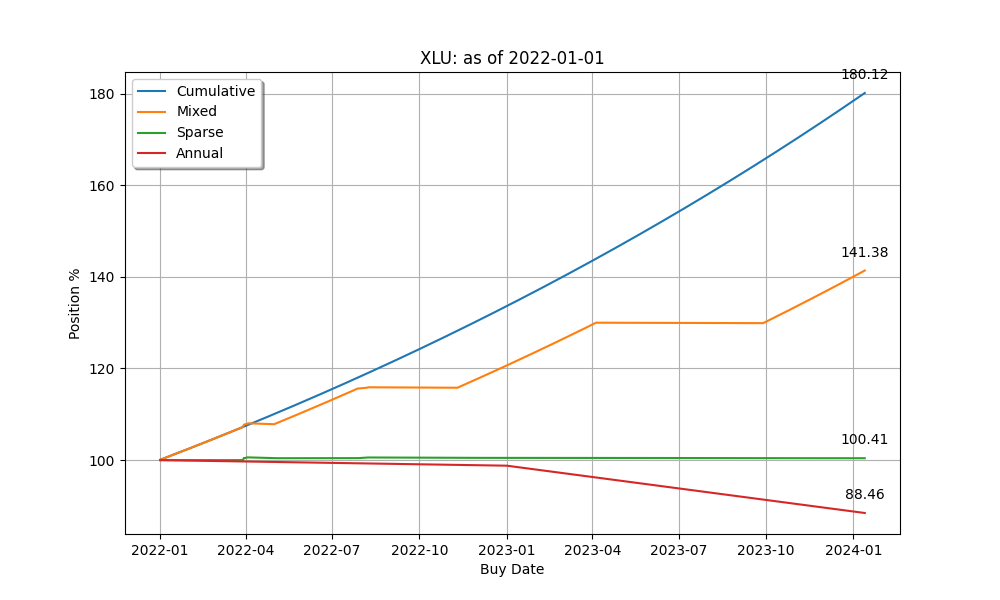 XLU: as of 2022-01-01
180.12
180
Cumulative
Mixed
Sparse
Annual
160
141.38
140
120
100.41
100
88.46
Position %
2022-01 2022-04 2022-07 2022-10 2023-01 2023-04 2023-07 2023-10 2024-01
Buy Date